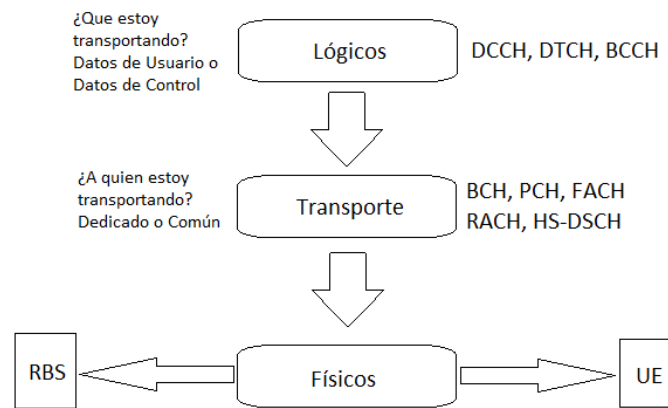 ¿Que estoy
transportando?
Datos de Usuario o
Datos de Control
Lógicos
DCCH, DTCH, BCCH
¿A quien estoy
transportando?
Dedicado o Común
Transporte
BCH, PCH, FACH
RACH, HS-DSCH
RBS
Físicos
UE